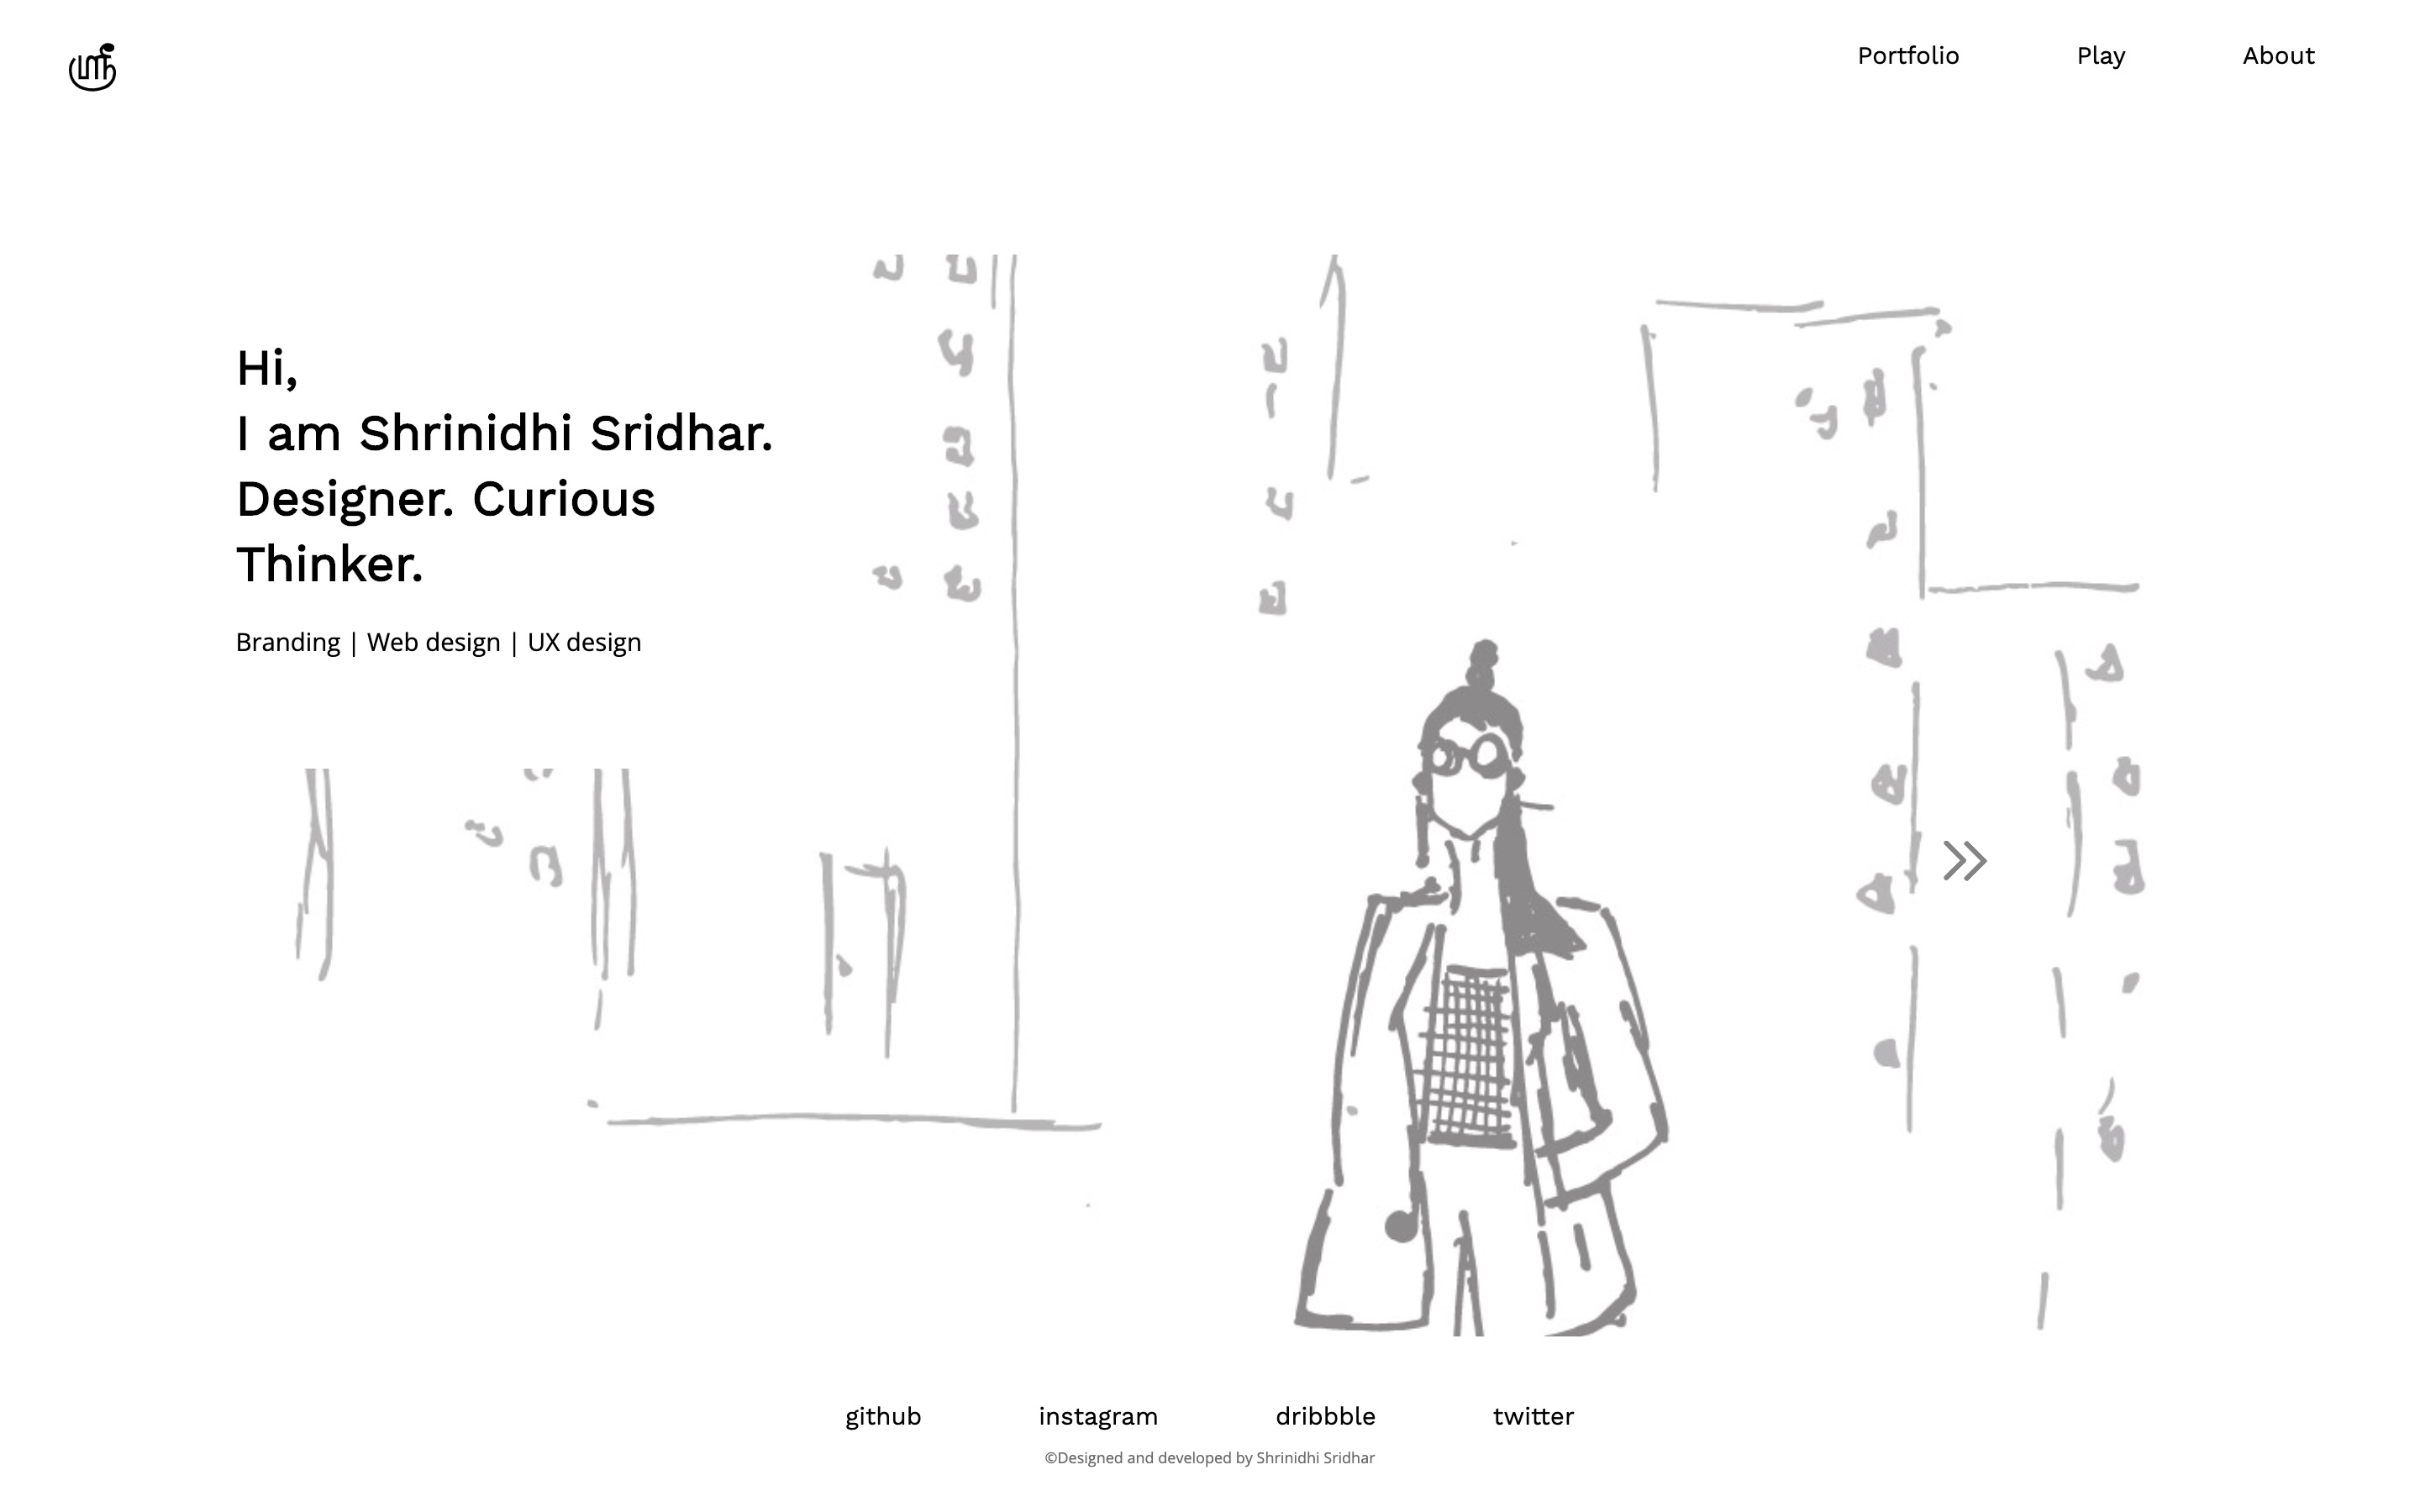 Portfolio
Play
About
Hi,
I am Shrinidhi Sridhar.
Designer. Curious
Thinker.
Branding | Web design | UX design
github
instagram
dribbble
twitter
©Designed and developed by Shrinidhi Sridhar